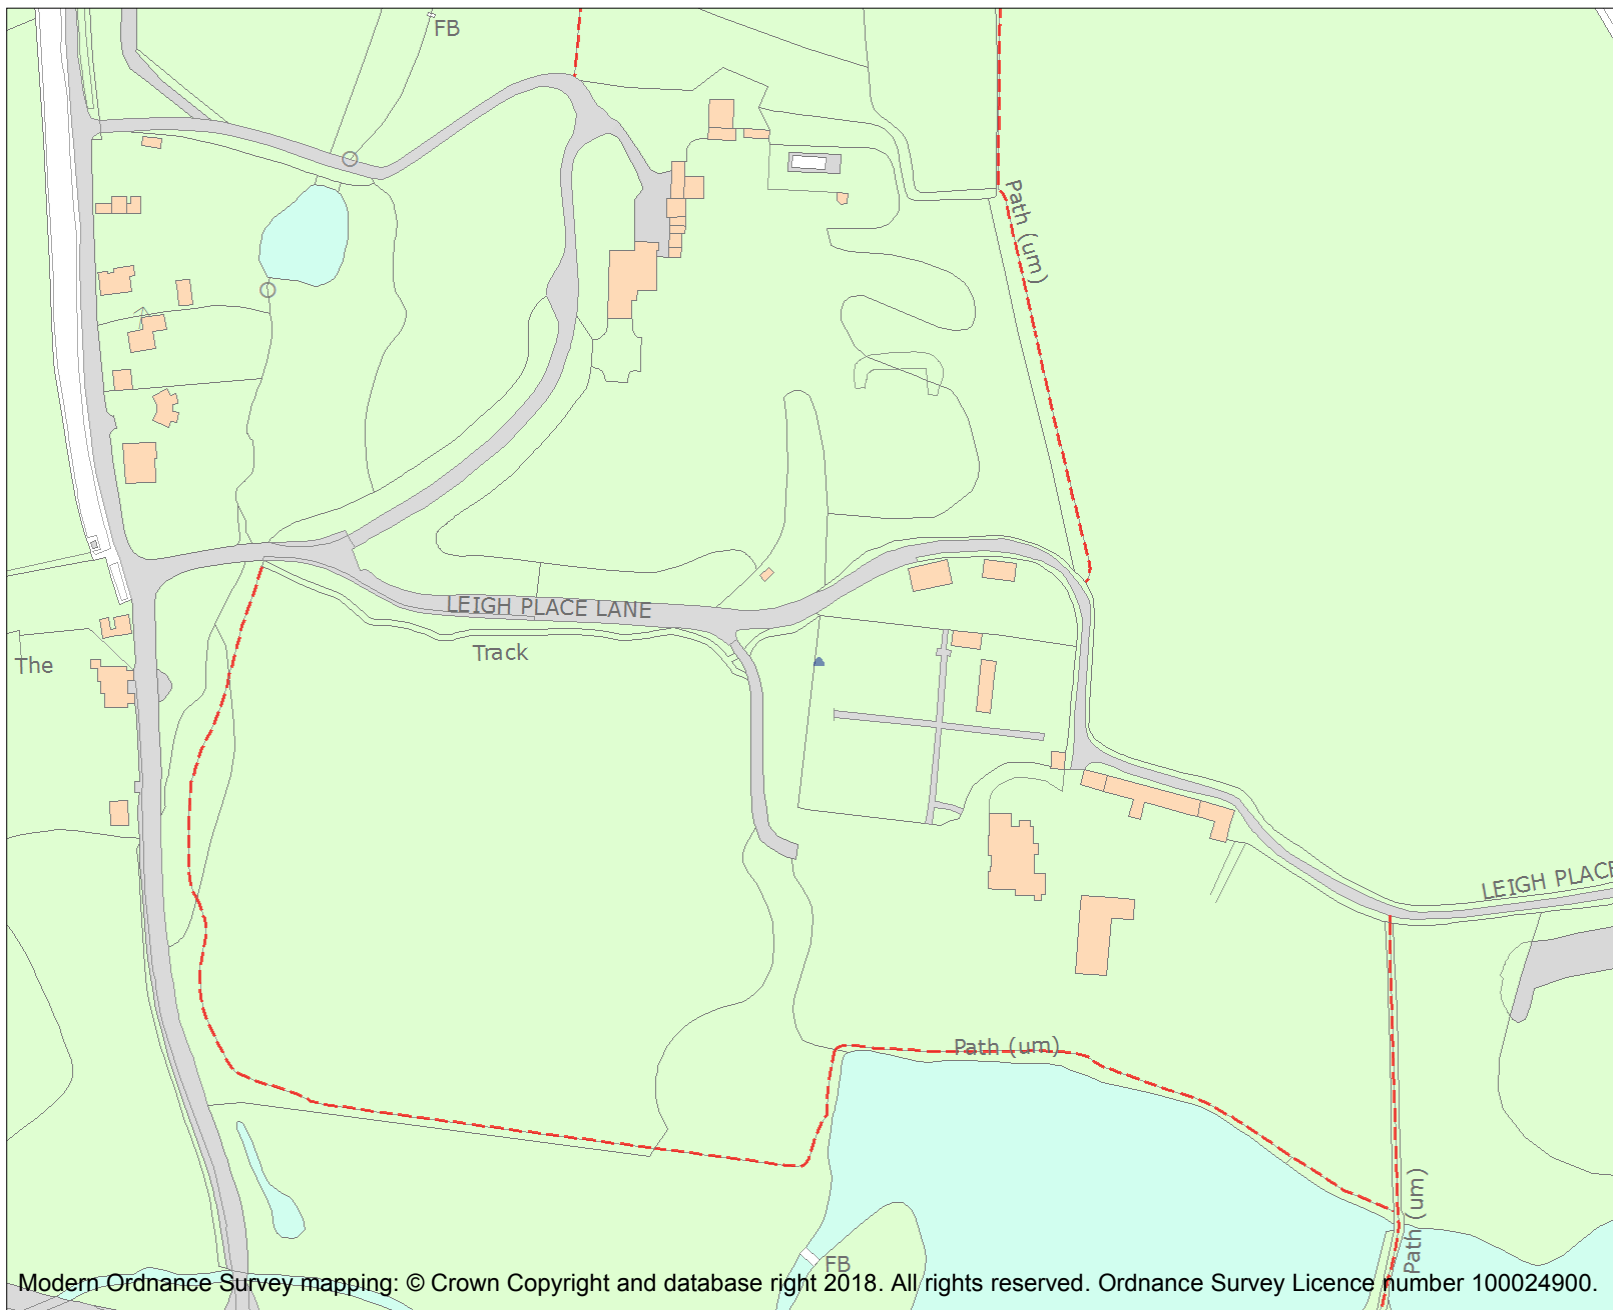 FB
Path (um)
LEIGH PLACE LANE
Track
The
LEIGH PLACE
Path (um)
Path (um)
FB
Modern Ordnance Survey mapping: © Crown Copyright and database right 2018. All rights reserved. Ordnance Survey Licence number 100024900.